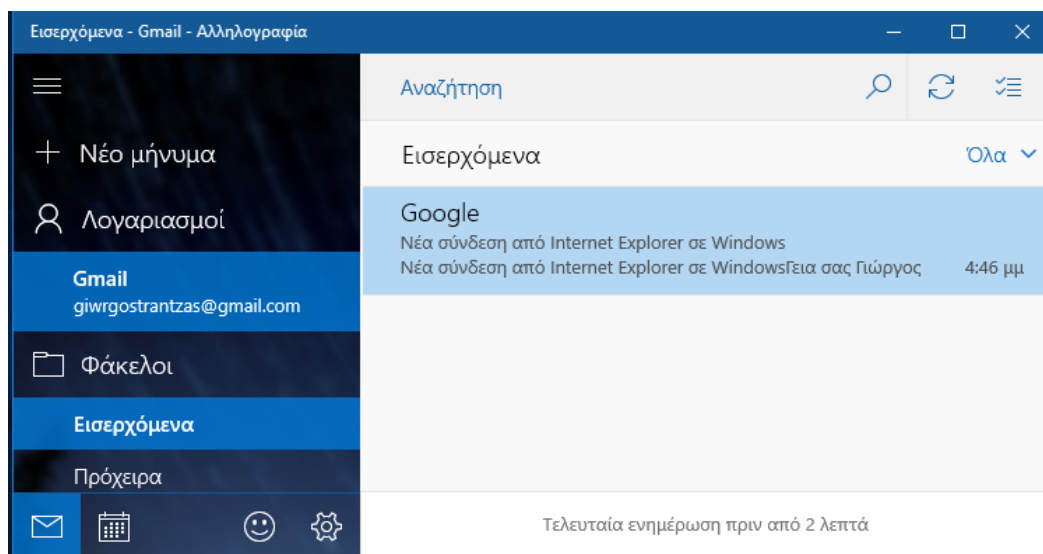 Εισερχόμενα - Gmail - Αλληλογραφία
Νέο μήνυμα
Λογαριασμοί
Gmail
giwrgostrantzas@gmail.com
Φάκελοι
Εισερχόμενα
Πρόχειρα
Αναζήτηση
Εισερχόμενα Όλα
Google
Νέα σύνδεση από Internet Explorer σε Windows
Νέα σύνδεση από Internet Explorer σε WindowsΓεια σας Γιώργος 4:46 μμ
Τελευταία ενημέρωση πριν από 2 λεπτά